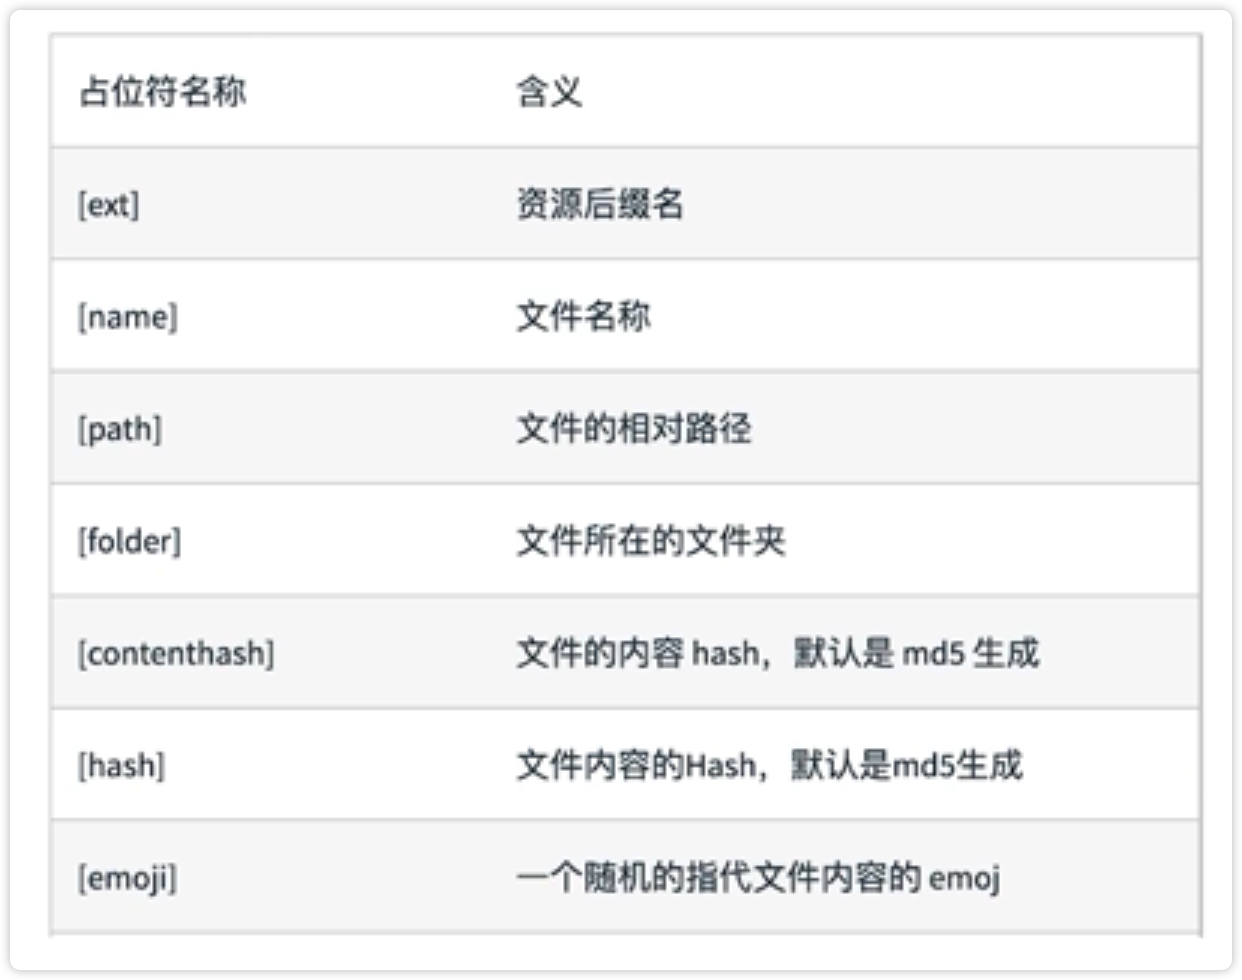 占位符名称 含义
[ext] 资源后缀名
[name] 文件名称
[path] 文件的相对路径
[folder] 文件所在的文件夹
[contenthash] 文件的内容 hash，默认是 md5 生成
[hash] 文件内容的Hash，默认是md5生成
[emoji] 一个随机的指代文件内容的 emoj